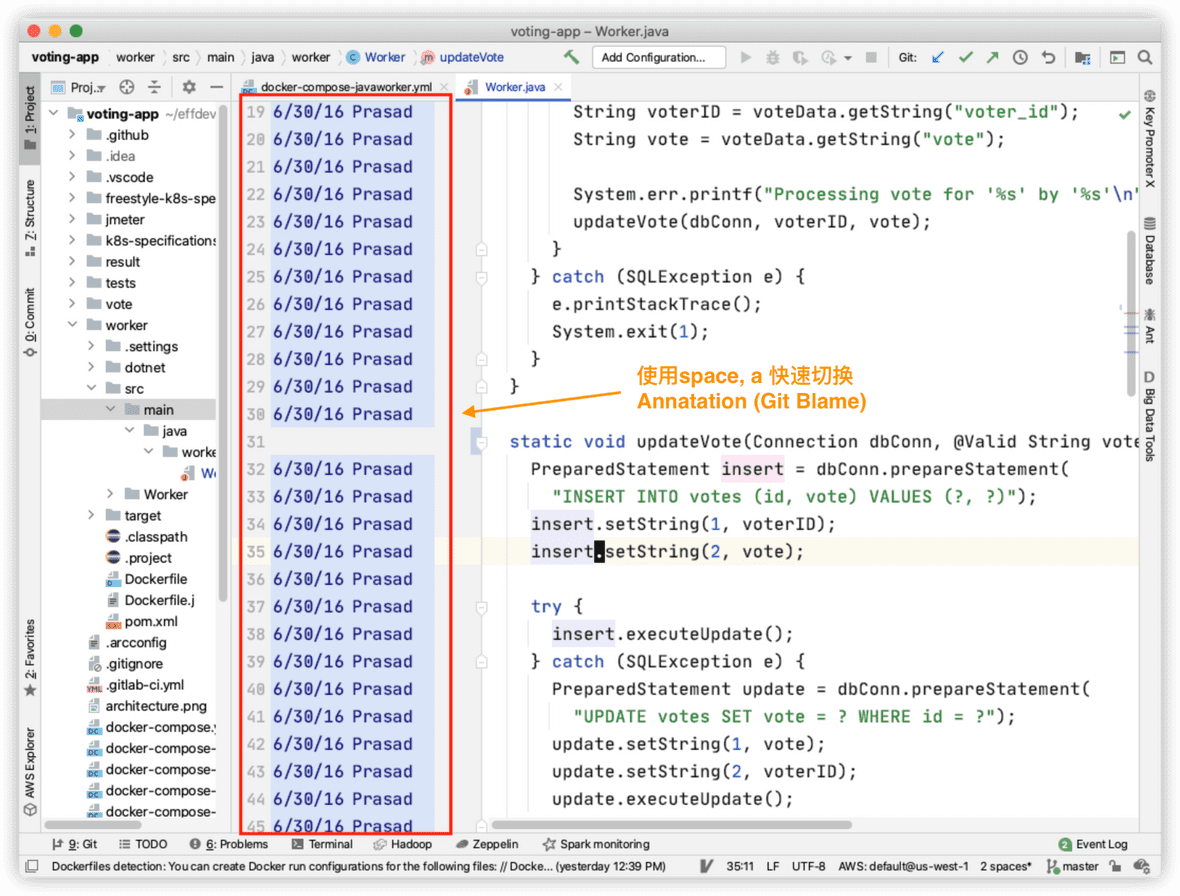 voting-app – Worker.java
voting-app worker src main java worker Worker updateVote Add Configuration... Git:
1: Project
Z: Structure
0: Commit
2: Favorites
AWS Explorer
Proj..
voting-app ~/effdev
.github
.idea
.vscode
freestyle-k8s-spe
jmeter
k8s-specifications
result
tests
vote
worker
.settings
dotnet
src
main
java
worke
Wo
Worker
target
.classpath
.project
Dockerfile
Dockerfile.j
pom.xml
.arcconfig
.gitignore
.gitlab-ci.yml
architecture.png
docker-compose.y
docker-compose-
docker-compose-
docker-compose-
docker-compose-
docker-compose-javaworker.yml Worker.java
19 6/30/16 Prasad String voterID = voteData.getString("voter_id");
20 6/30/16 Prasad String vote = voteData.getString("vote");
21 6/30/16 Prasad
22 6/30/16 Prasad System.err.printf("Processing vote for '%s' by '%s'\n"
23 6/30/16 Prasad updateVote(dbConn, voterID, vote);
24 6/30/16 Prasad }
25 6/30/16 Prasad } catch (SQLException e) {
26 6/30/16 Prasad e.printStackTrace();
27 6/30/16 Prasad System.exit(1);
28 6/30/16 Prasad }
29 6/30/16 Prasad }
30 6/30/16 Prasad
使用space, a 快速切换
Annatation (Git Blame)
31 static void updateVote(Connection dbConn, @Valid String vote
32 6/30/16 Prasad PreparedStatement insert = dbConn.prepareStatement(
33 6/30/16 Prasad "INSERT INTO votes (id, vote) VALUES (?, ?)");
34 6/30/16 Prasad insert.setString(1, voterID);
35 6/30/16 Prasad insert.setString(2, vote);
36 6/30/16 Prasad
37 6/30/16 Prasad try {
38 6/30/16 Prasad insert.executeUpdate();
39 6/30/16 Prasad } catch (SQLException e) {
40 6/30/16 Prasad PreparedStatement update = dbConn.prepareStatement(
41 6/30/16 Prasad "UPDATE votes SET vote = ? WHERE id = ?");
42 6/30/16 Prasad update.setString(1, vote);
43 6/30/16 Prasad update.setString(2, voterID);
44 6/30/16 Prasad update.executeUpdate();
45 6/30/16 Prasad
Key Promoter X
Database
Ant
Big Data Tools
9: Git TODO 6: Problems Terminal Hadoop Zeppelin Spark monitoring 2 Event Log
Dockerfiles detection: You can create Docker run configurations for the following files: // Docke... (yesterday 12:39 PM) 35:11 LF UTF-8 AWS: default@us-west-1 2 spaces* master